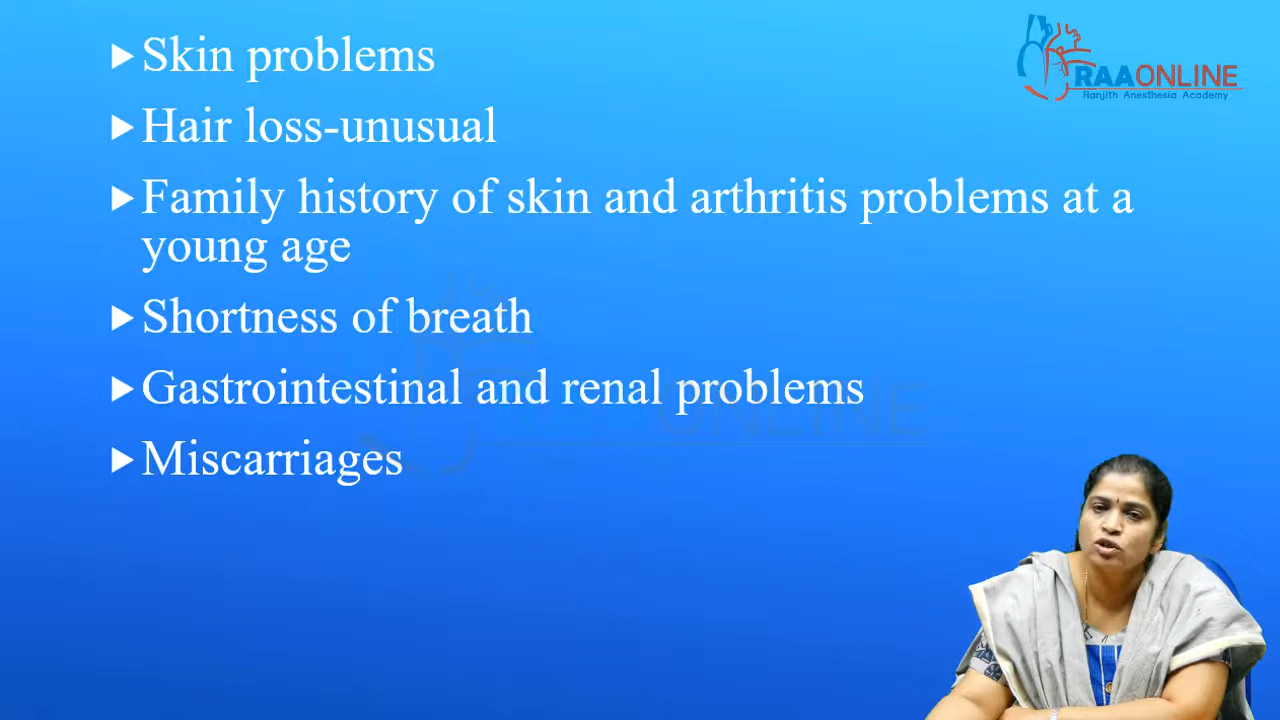 Skin problems
Hair loss-unusual
Family history of skin and arthritis problems at a
young age
Shortness of breath
Gastrointestinal and renal problems
Miscarriages
RAAONLINE
Ranjith Anesthesia Academy
ONLINE